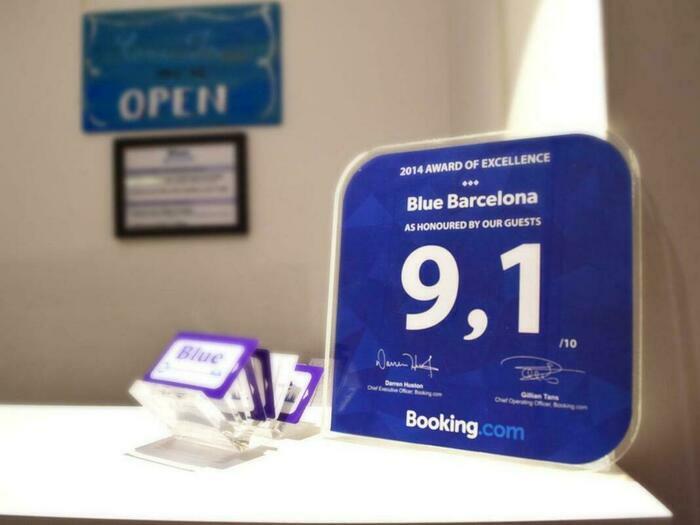 OPEN
2014 AWARD OF EXCELLENCE
Blue Barcelona
AS HONOURED BY OUR GUESTS
9,1
/10
Darren Huston
Chief Executive Officer, Booking.com
Gillian Tans
Chief Operating Officer, Booking.com
Booking.com
Blue